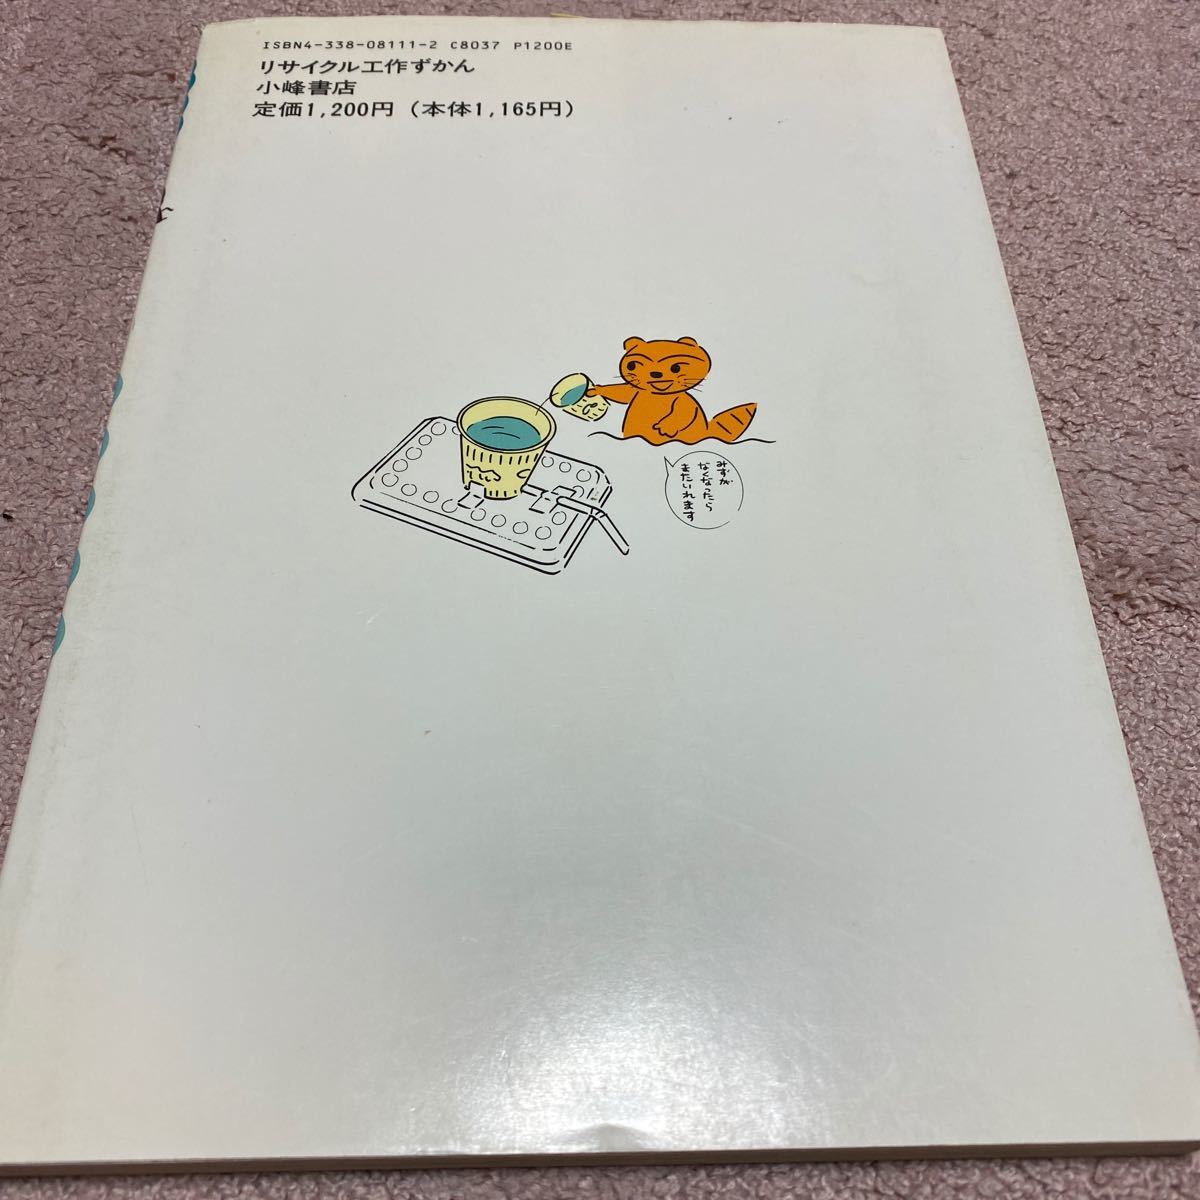 ISBN4-338-08111-2 C8037 P1200E
リサイクル工作ずかん
小峰書店
定価1,200円（本体1,165円）
みずが
なくなったら
またいれます